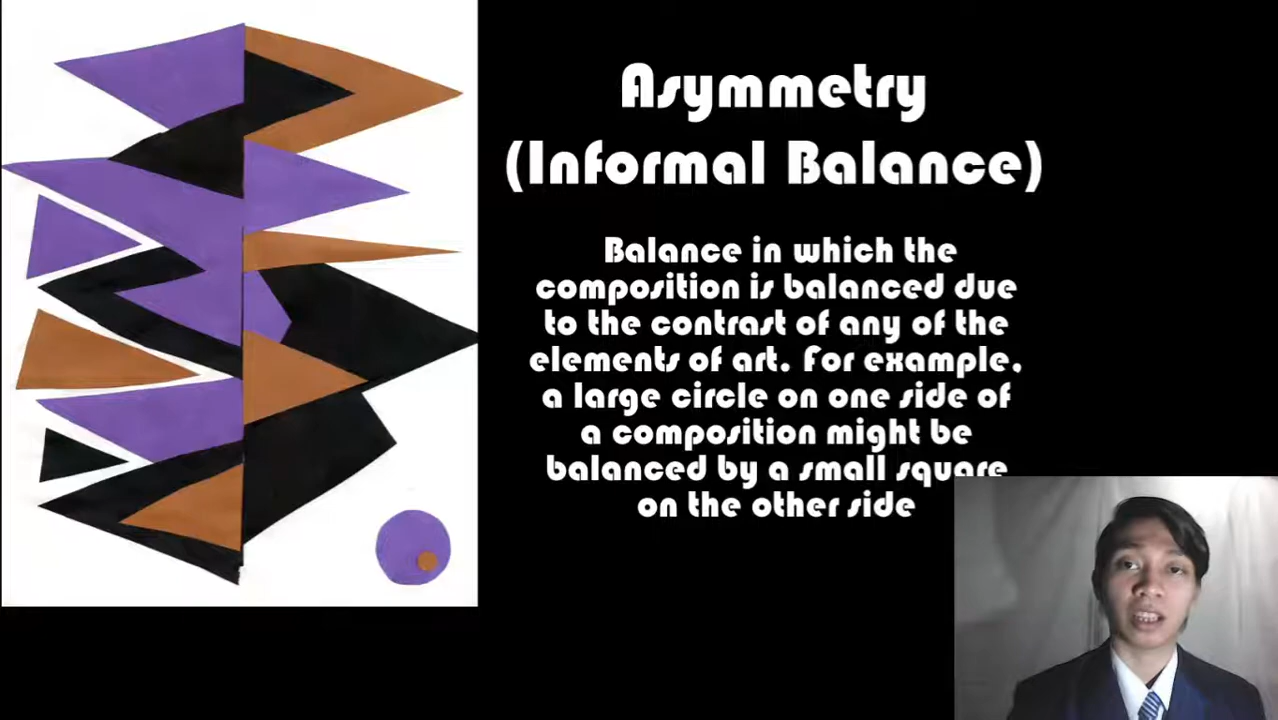 Asymmetry
(Informal Balance)
Balance in which the
composition is balanced due
to the contrast of any of the
elements of art. For example,
a large circle on one side of
a composition might be
balanced by a small square
on the other side